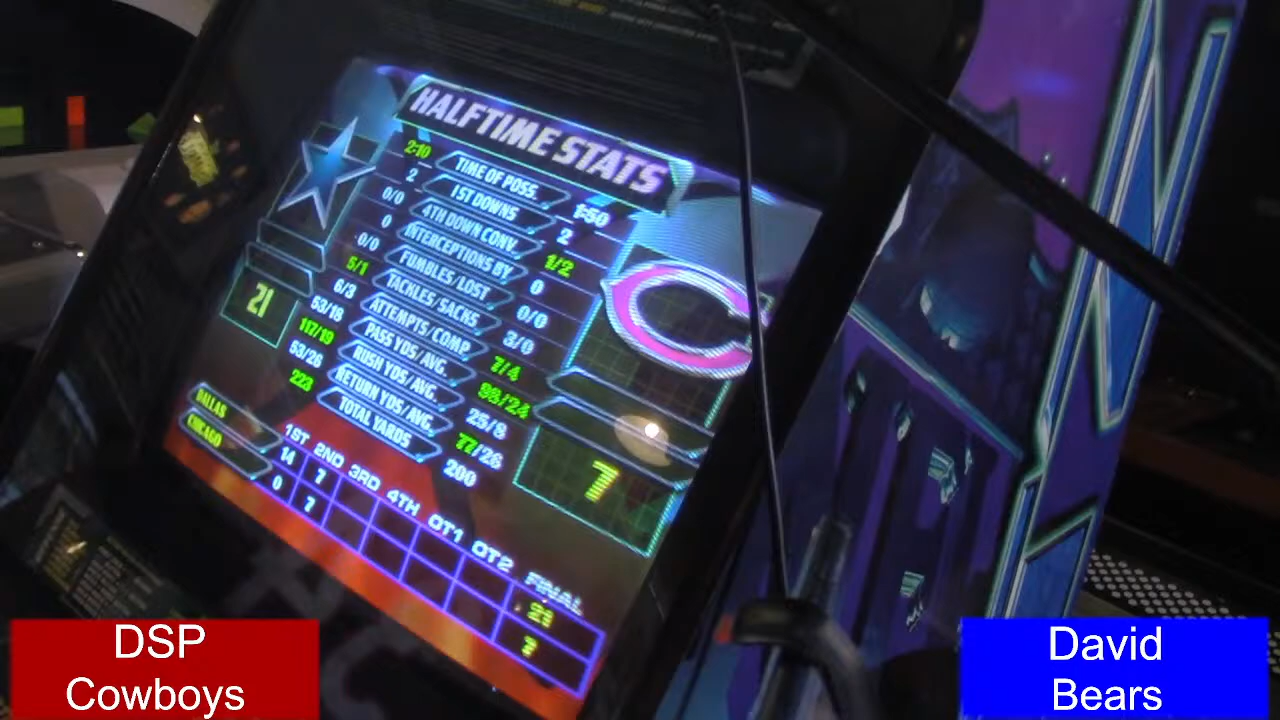 HALFTIME STATS
2:10 TIME OF POSS. 1:50
2 1ST DOWNS 2
0/0 4TH DOWN CONV. 1/2
0 INTERCEPTIONS BY 0
0/0 FUMBLES/LOST 0/0
5/1 TACKLES/SACKS 3/0
6/3 ATTEMPTS/COMP 7/4
53/18 PASS YDS/AVG. 98/24
117/19 RUSH YDS/AVG. 25/8
53/26 RETURN YDS/AVG. 77/26
223 TOTAL YARDS 200
21
7
1ST 2ND 3RD 4TH OT1 OT2 FINAL
DALLAS 14 7 21
CHICAGO 0 7 7
DSP
Cowboys
David
Bears